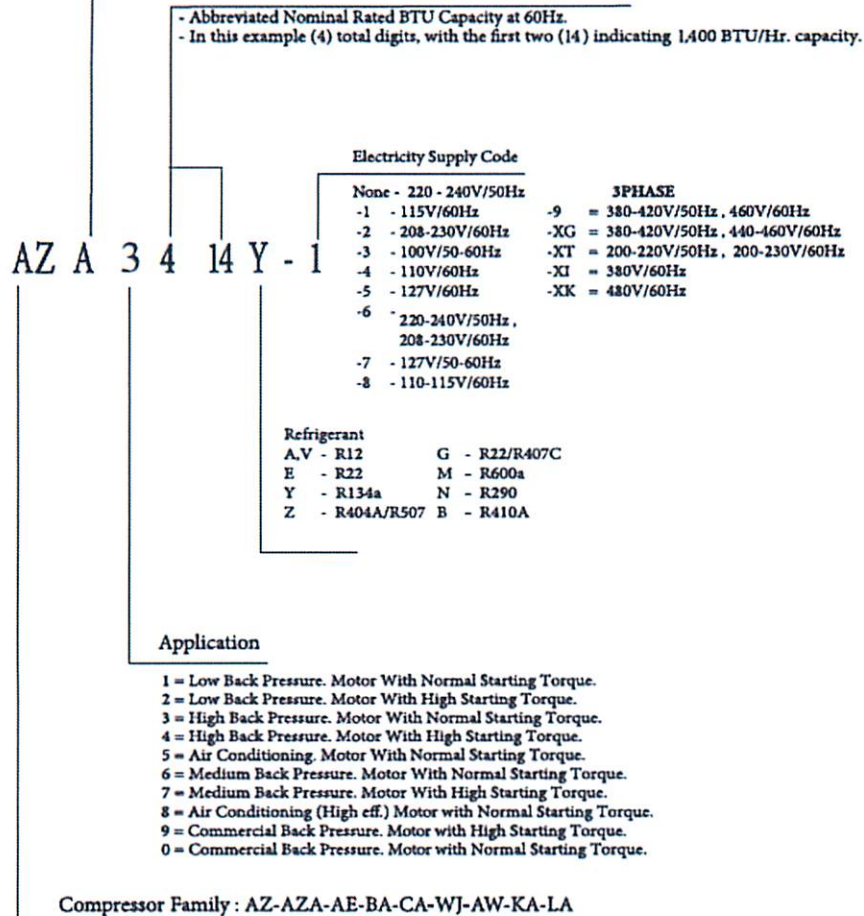 - Abbreviated Nominal Rated BTU Capacity at 60Hz.
- In this example (4) total digits, with the first two (14) indicating 1,400 BTU/Hr. capacity.
Electricity Supply Code
None - 220 - 240V/50Hz
-1 - 115V/60Hz
-2 - 208-230V/60Hz
-3 - 100V/50-60Hz
-4 - 110V/60Hz
-5 - 127V/60Hz
-6 - 220-240V/50Hz,
208-230V/60Hz
-7 - 127V/50-60Hz
-8 - 110-115V/60Hz
3PHASE
-9 = 380-420V/50Hz, 460V/60Hz
-XG = 380-420V/50Hz, 440-460V/60Hz
-XT = 200-220V/50Hz, 200-230V/60Hz
-XI = 380V/60Hz
-XK = 480V/60Hz
AZ A 3 4 14 Y - 1
Refrigerant
A,V - R12 G - R22/R407C
E - R22 M - R600a
Y - R134a N - R290
Z - R404A/R507 B - R410A
Application
1 = Low Back Pressure. Motor With Normal Starting Torque.
2 = Low Back Pressure. Motor With High Starting Torque.
3 = High Back Pressure. Motor With Normal Starting Torque.
4 = High Back Pressure. Motor With High Starting Torque.
5 = Air Conditioning. Motor With Normal Starting Torque.
6 = Medium Back Pressure. Motor With Normal Starting Torque.
7 = Medium Back Pressure. Motor With High Starting Torque.
8 = Air Conditioning (High eff.) Motor with Normal Starting Torque.
9 = Commercial Back Pressure. Motor with High Starting Torque.
0 = Commercial Back Pressure. Motor with Normal Starting Torque.
Compressor Family : AZ-AZA-AE-BA-CA-WJ-AW-KA-LA